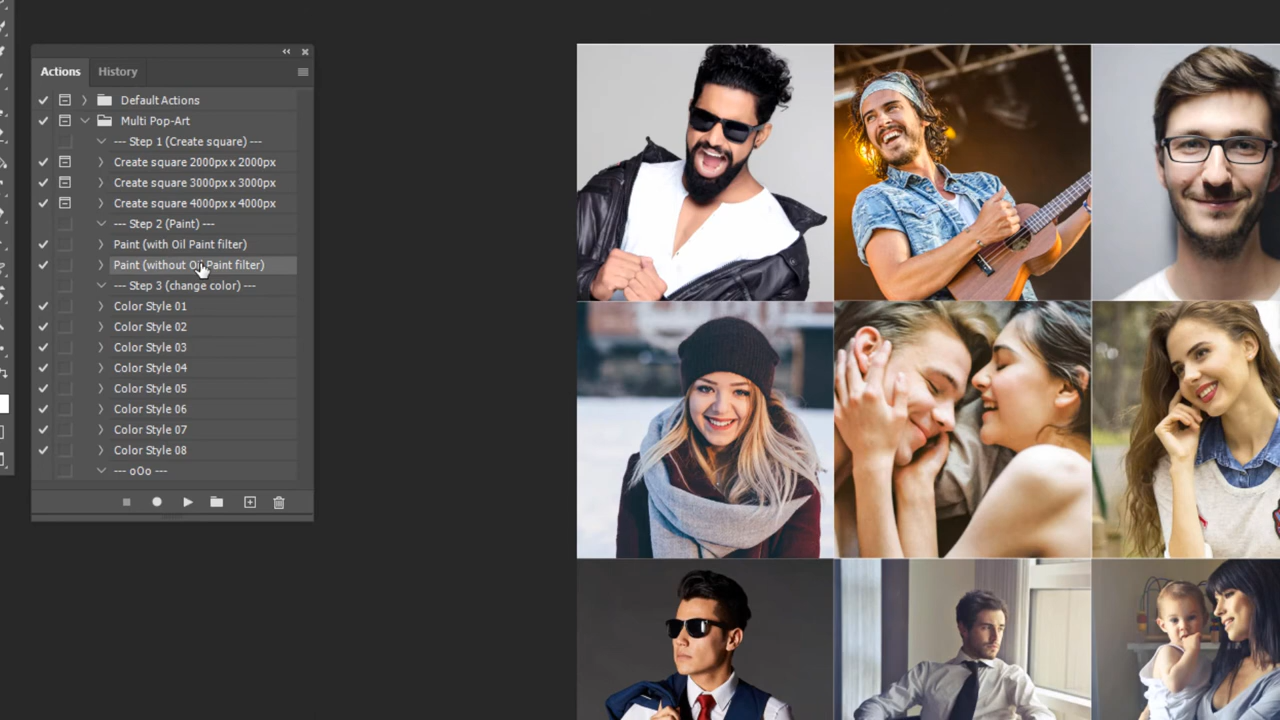 Actions
History
Default Actions
Multi Pop-Art
--- Step 1 (Create square) ---
Create square 2000px x 2000px
Create square 3000px x 3000px
Create square 4000px x 4000px
--- Step 2 (Paint) ---
Paint (with Oil Paint filter)
Paint (without Oil Paint filter)
--- Step 3 (change color) ---
Color Style 01
Color Style 02
Color Style 03
Color Style 04
Color Style 05
Color Style 06
Color Style 07
Color Style 08
--- oOo ---